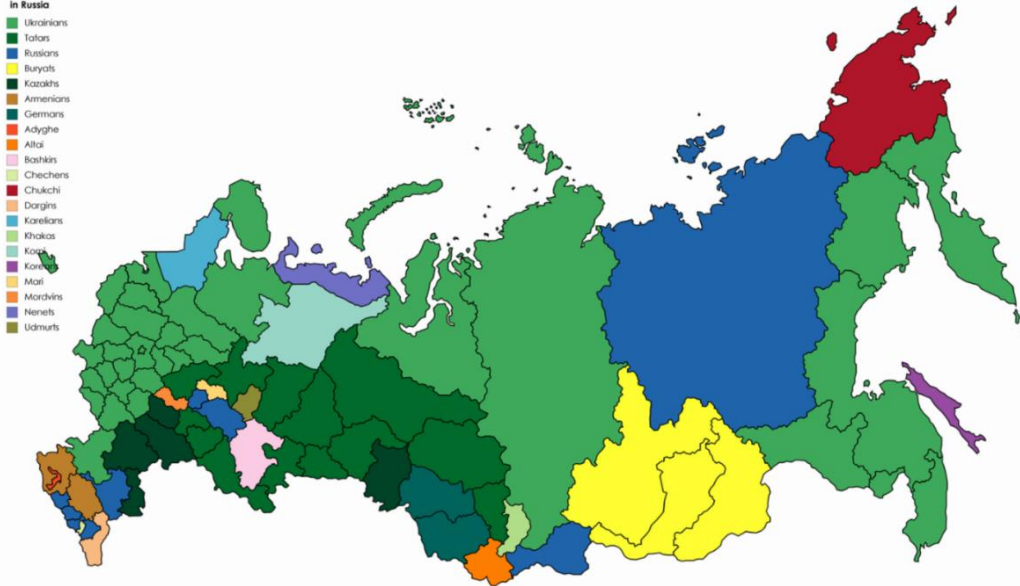 in Russia
Ukrainians
Tatars
Russians
Buryats
Kazakhs
Armenians
Germans
Adyghe
Altai
Bashkirs
Chechens
Chukchi
Dargins
Karelians
Khakas
Komi
Koreans
Mari
Mordvins
Nenets
Udmurts